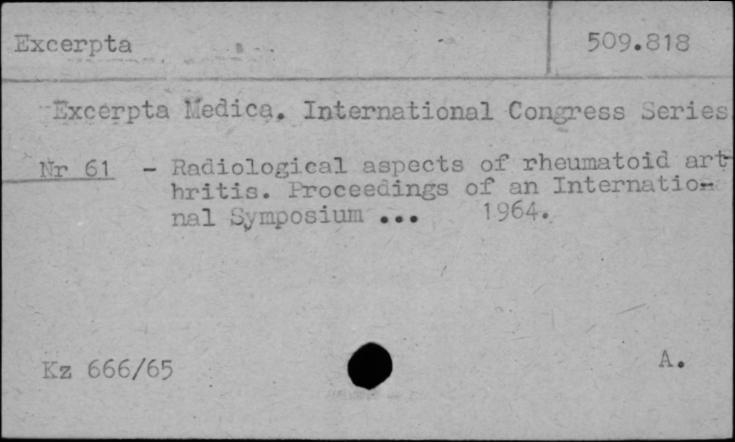 Excerpta
509.818
Excerpta Medica. International Congress Series
Nr 61 - Radiological aspects of rheumatoid art-
hritis. Proceedings of an Internatio-
nal Symposium ... 1964.
Kz 666/65
A.